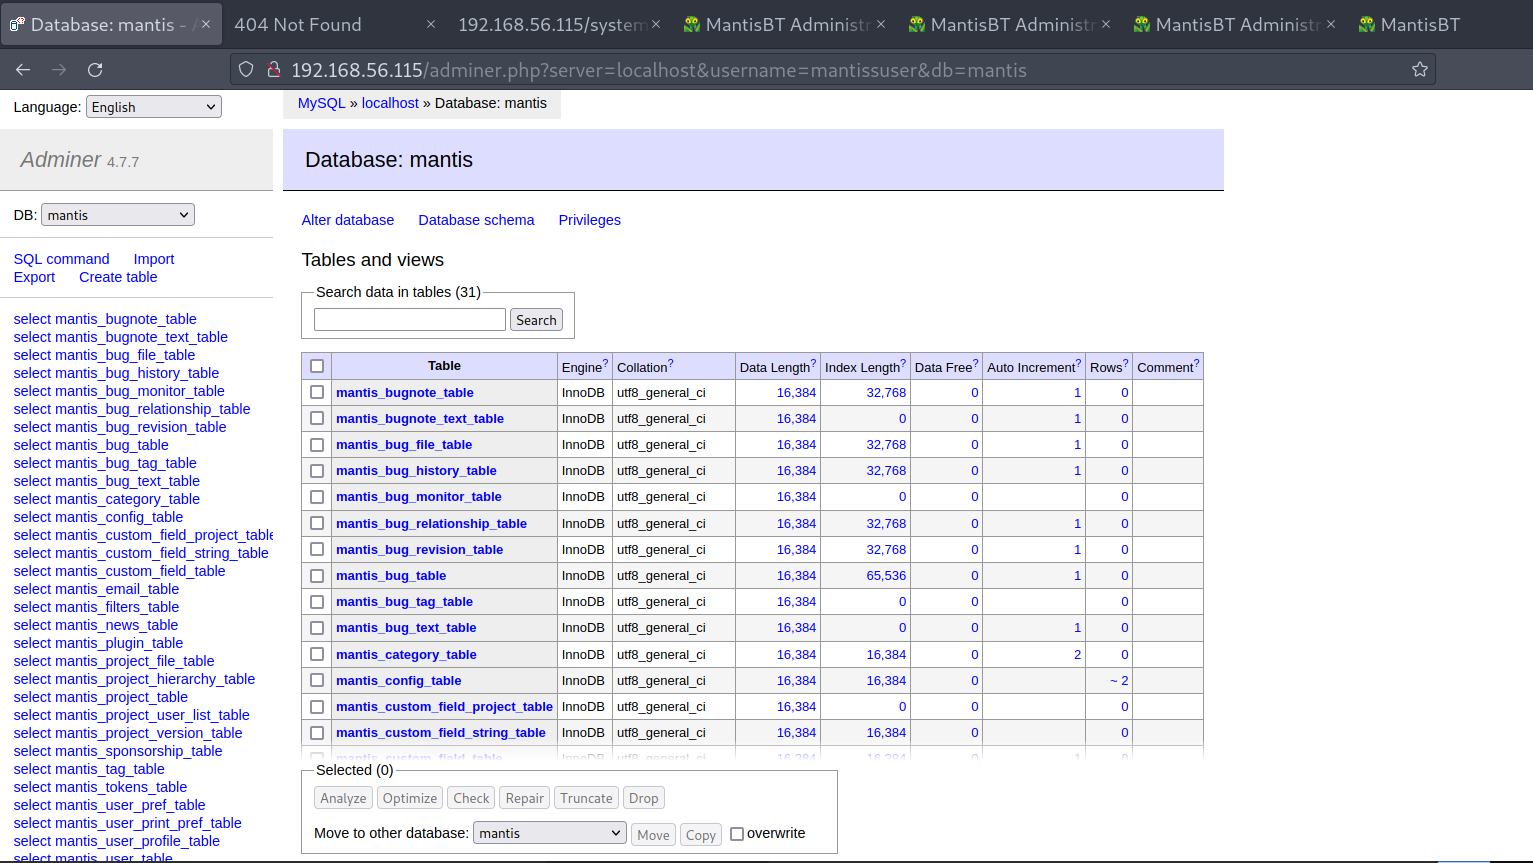 Database: mantis - A
404 Not Found
192.168.56.115/system
MantisBT Administr
MantisBT Administr
MantisBT Administr
MantisBT
192.168.56.115/adminer.php?server=localhost&username=mantissuser&db=mantis
Language: English
MySQL » localhost » Database: mantis
Adminer 4.7.7
Database: mantis
DB: mantis
Alter database Database schema Privileges
SQL command Import
Export Create table
select mantis_bugnote_table
select mantis_bugnote_text_table
select mantis_bug_file_table
select mantis_bug_history_table
select mantis_bug_monitor_table
select mantis_bug_relationship_table
select mantis_bug_revision_table
select mantis_bug_table
select mantis_bug_tag_table
select mantis_bug_text_table
select mantis_category_table
select mantis_config_table
select mantis_custom_field_project_table
select mantis_custom_field_string_table
select mantis_custom_field_table
select mantis_email_table
select mantis_filters_table
select mantis_news_table
select mantis_plugin_table
select mantis_project_file_table
select mantis_project_hierarchy_table
select mantis_project_table
select mantis_project_user_list_table
select mantis_project_version_table
select mantis_sponsorship_table
select mantis_tag_table
select mantis_tokens_table
select mantis_user_pref_table
select mantis_user_print_pref_table
select mantis_user_profile_table
select mantis_user_table
Tables and views
Search data in tables (31)
Search
Table Engine? Collation? Data Length? Index Length? Data Free? Auto Increment? Rows? Comment?
mantis_bugnote_table InnoDB utf8_general_ci 16,384 32,768 0 1 0
mantis_bugnote_text_table InnoDB utf8_general_ci 16,384 0 0 1 0
mantis_bug_file_table InnoDB utf8_general_ci 16,384 32,768 0 1 0
mantis_bug_history_table InnoDB utf8_general_ci 16,384 32,768 0 1 0
mantis_bug_monitor_table InnoDB utf8_general_ci 16,384 0 0 0
mantis_bug_relationship_table InnoDB utf8_general_ci 16,384 32,768 0 1 0
mantis_bug_revision_table InnoDB utf8_general_ci 16,384 32,768 0 1 0
mantis_bug_table InnoDB utf8_general_ci 16,384 65,536 0 1 0
mantis_bug_tag_table InnoDB utf8_general_ci 16,384 0 0 0
mantis_bug_text_table InnoDB utf8_general_ci 16,384 0 0 1 0
mantis_category_table InnoDB utf8_general_ci 16,384 16,384 0 2 0
mantis_config_table InnoDB utf8_general_ci 16,384 16,384 0 ~ 2
mantis_custom_field_project_table InnoDB utf8_general_ci 16,384 0 0 0
mantis_custom_field_string_table InnoDB utf8_general_ci 16,384 16,384 0 0
mantis_custom_field_table InnoDB utf8_general_ci 16,384 16,384 0 1 0
Selected (0)
Analyze Optimize Check Repair Truncate Drop
Move to other database: mantis Move Copy overwrite